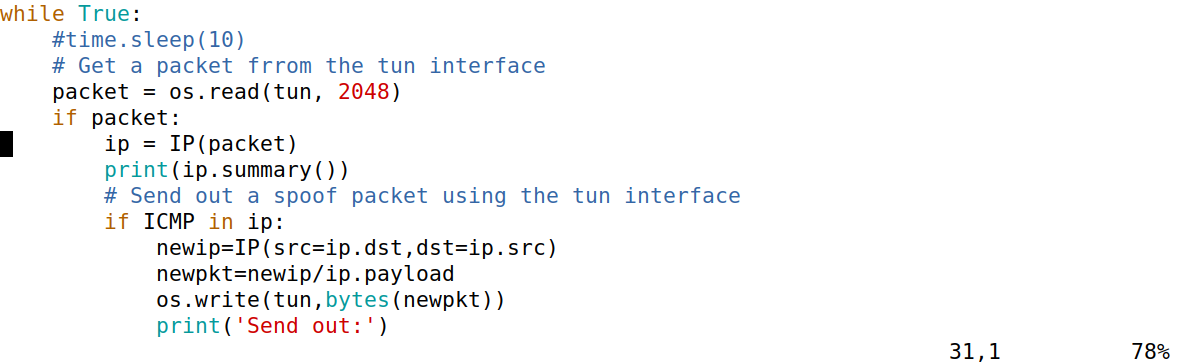 while True:
    #time.sleep(10)
    # Get a packet frrom the tun interface
    packet = os.read(tun, 2048)
    if packet:
        ip = IP(packet)
        print(ip.summary())
        # Send out a spoof packet using the tun interface
        if ICMP in ip:
            newip=IP(src=ip.dst,dst=ip.src)
            newpkt=newip/ip.payload
            os.write(tun,bytes(newpkt))
            print('Send out:')
31,1 78%